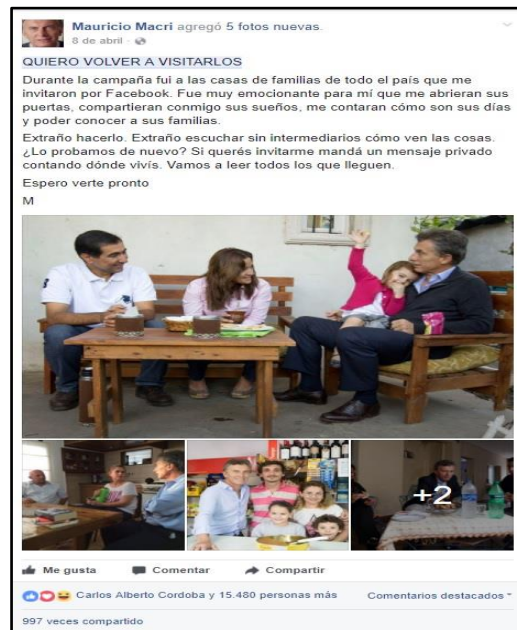 Mauricio Macri agregó 5 fotos nuevas.
8 de abril ·
QUIERO VOLVER A VISITARLOS
Durante la campaña fui a las casas de familias de todo el país que me
invitaron por Facebook. Fue muy emocionante para mí que me abrieran sus
puertas, compartieran conmigo sus sueños, me contaran cómo son sus días
y poder conocer a sus familias.
Extraño hacerlo. Extraño escuchar sin intermediarios cómo ven las cosas.
¿Lo probamos de nuevo? Si querés invitarme mandá un mensaje privado
contando dónde vivís. Vamos a leer todos los que lleguen.
Espero verte pronto
M
+2
Me gusta Comentar Compartir
Carlos Alberto Cordoba y 15.480 personas más Comentarios destacados
997 veces compartido